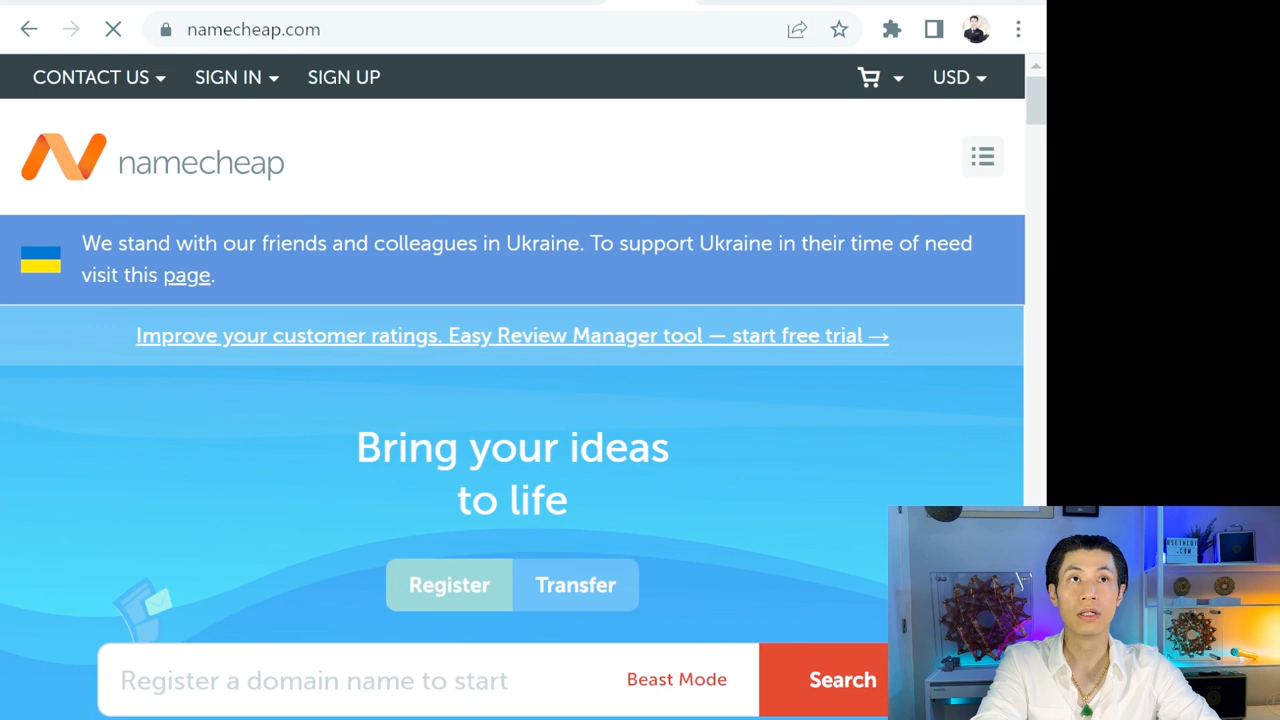 namecheap.com
CONTACT US SIGN IN SIGN UP USD
namecheap
We stand with our friends and colleagues in Ukraine. To support Ukraine in their time of need
visit this page.
Improve your customer ratings. Easy Review Manager tool — start free trial →
Bring your ideas
to life
Register Transfer
Register a domain name to start Beast Mode Search